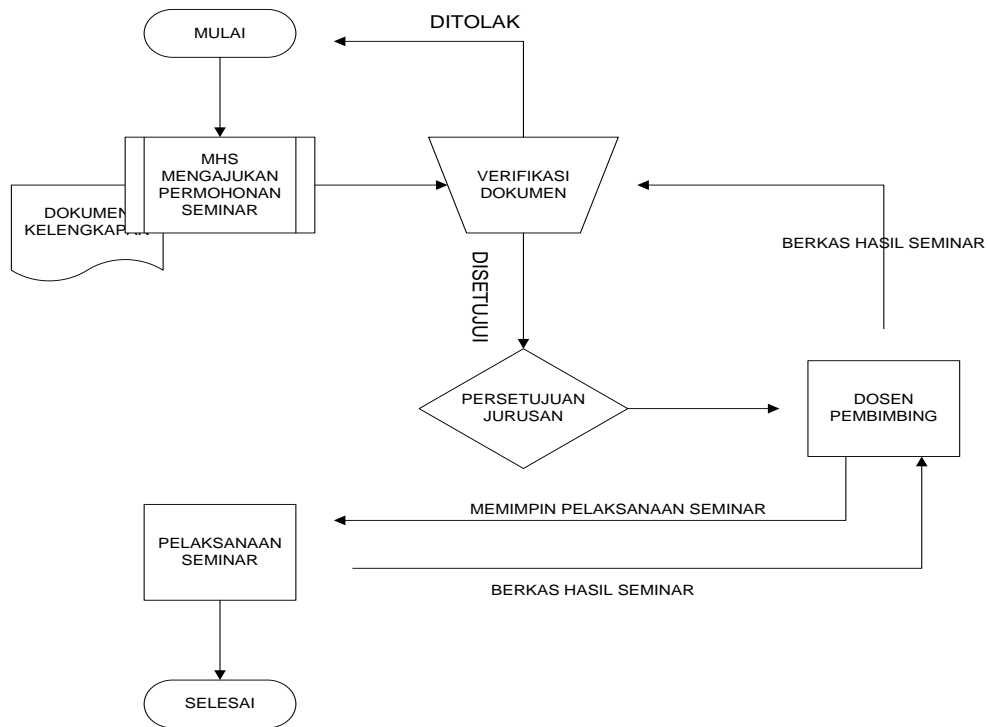 DITOLAK
MULAI
MHS
MENGAJUKAN
PERMOHONAN
SEMINAR
DOKUMEN
KELENGKAPAN
VERIFIKASI
DOKUMEN
BERKAS HASIL SEMINAR
DISETUJUI
PERSETUJUAN
JURUSAN
DOSEN
PEMBIMBING
MEMIMPIN PELAKSANAAN SEMINAR
PELAKSANAAN
SEMINAR
BERKAS HASIL SEMINAR
SELESAI